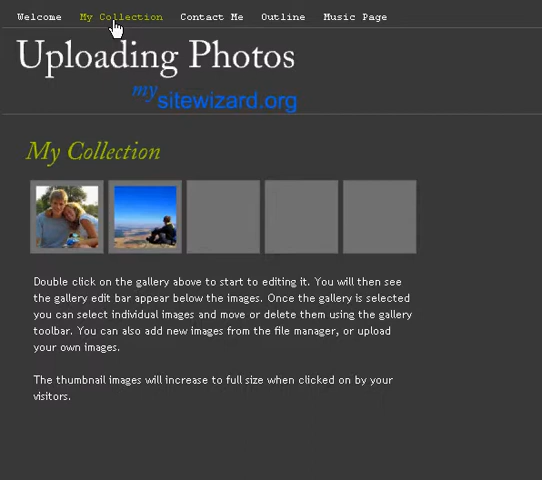 Welcome My Collection Contact Me Outline Music Page
Uploading Photos
mysitewizard.org
My Collection
Double click on the gallery above to start to editing it. You will then see
the gallery edit bar appear below the images. Once the gallery is selected
you can select individual images and move or delete them using the gallery
toolbar. You can also add new images from the file manager, or upload
your own images.
The thumbnail images will increase to full size when clicked on by your
visitors.